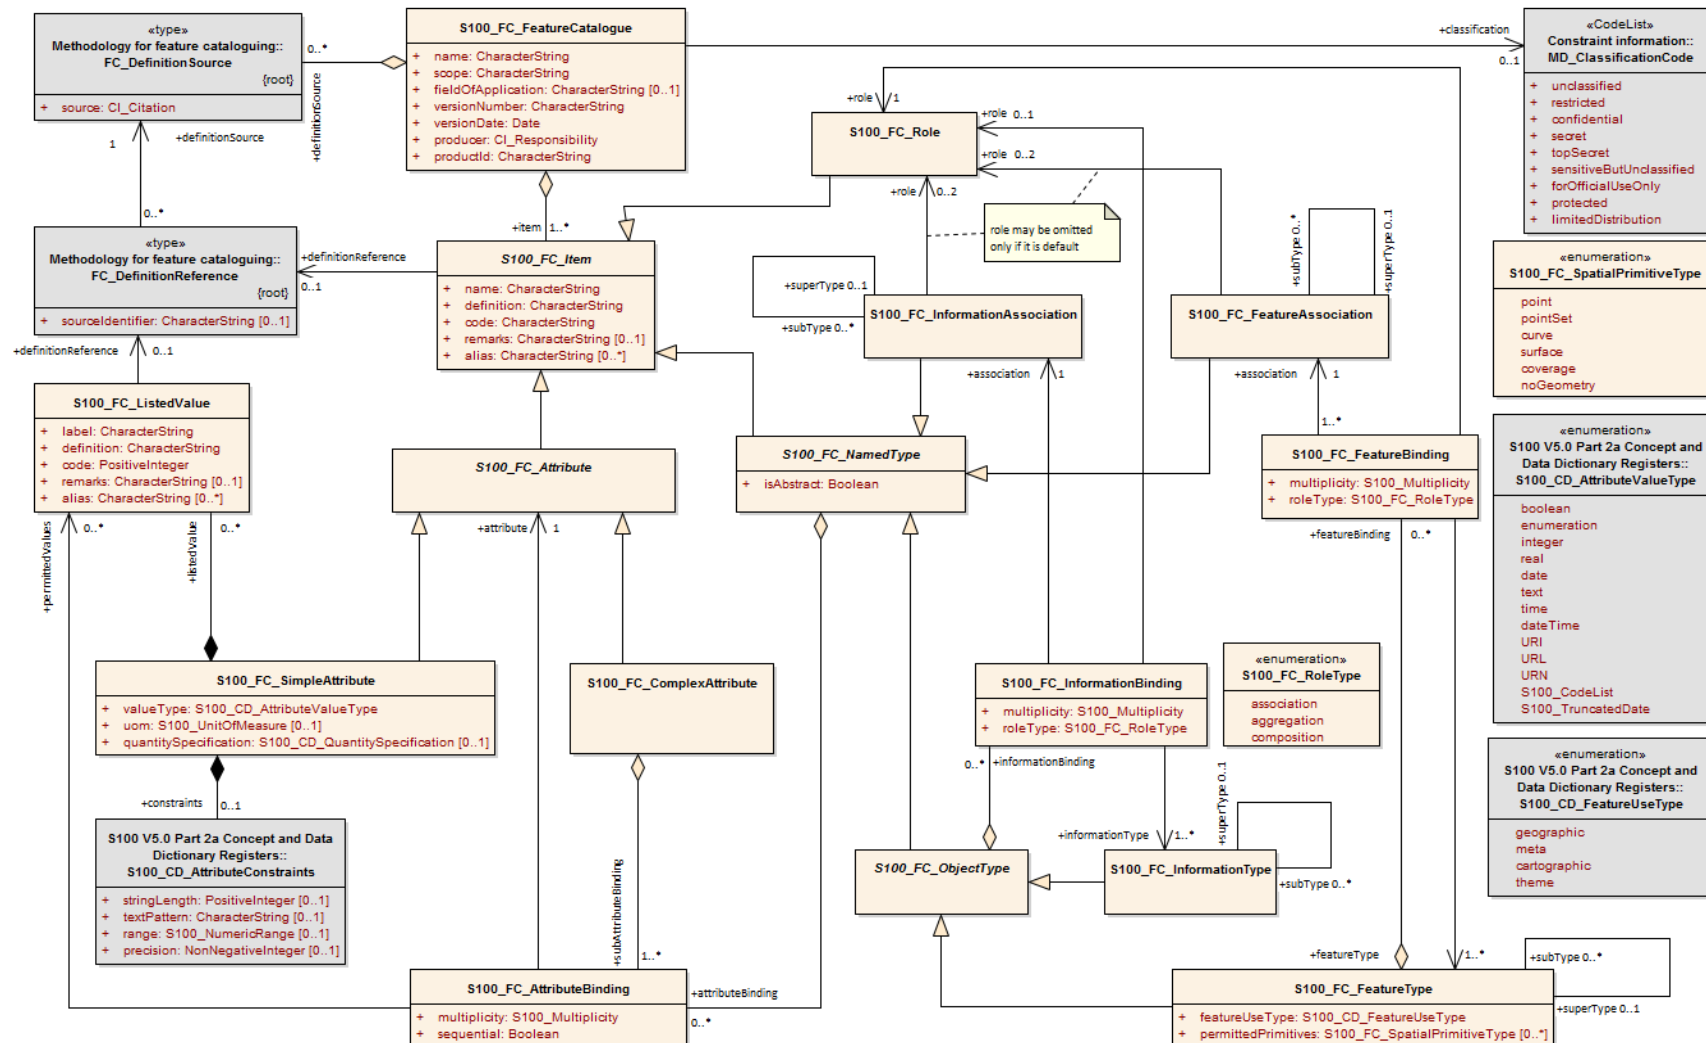 «type»
Methodology for feature cataloguing::
FC_DefinitionSource
{root}
+ source: CI_Citation
0..*
+definitionSource
S100_FC_FeatureCatalogue
+ name: CharacterString
+ scope: CharacterString
+ fieldOfApplication: CharacterString [0..1]
+ versionNumber: CharacterString
+ versionDate: Date
+ producer: CI_Responsibility
+ productId: CharacterString
+classification
0..1
«CodeList»
Constraint information::
MD_ClassificationCode
+ unclassified
+ restricted
+ confidential
+ secret
+ topSecret
+ sensitiveButUnclassified
+ forOfficialUseOnly
+ protected
+ limitedDistribution
1
+definitionSource
0..*
+role
1
+role 0..1
+role 0..2
+role
0..2
S100_FC_Role
role may be omitted
only if it is default
+item
1..*
«type»
Methodology for feature cataloguing::
FC_DefinitionReference
{root}
+ sourceIdentifier: CharacterString [0..1]
+definitionReference
0..1
S100_FC_Item
+ name: CharacterString
+ definition: CharacterString
+ code: CharacterString
+ remarks: CharacterString [0..1]
+ alias: CharacterString [0..*]
+superType 0..1
+subType 0..*
S100_FC_InformationAssociation
+subType 0..*
+superType 0..1
S100_FC_FeatureAssociation
«enumeration»
S100_FC_SpatialPrimitiveType
point
pointSet
curve
surface
coverage
noGeometry
+definitionReference
0..1
S100_FC_ListedValue
+ label: CharacterString
+ definition: CharacterString
+ code: PositiveInteger
+ remarks: CharacterString [0..1]
+ alias: CharacterString [0..*]
+association
1
+association
1
1..*
S100_FC_Attribute
S100_FC_NamedType
+ isAbstract: Boolean
S100_FC_FeatureBinding
+ multiplicity: S100_Multiplicity
+ roleType: S100_FC_RoleType
«enumeration»
S100 V5.0 Part 2a Concept and
Data Dictionary Registers::
S100_CD_AttributeValueType
boolean
enumeration
integer
real
date
text
time
dateTime
URI
URL
URN
S100_CodeList
S100_TruncatedDate
+permittedValues
0..*
+listedValue
0..*
+attribute
1
+featureBinding
0..*
S100_FC_SimpleAttribute
+ valueType: S100_CD_AttributeValueType
+ uom: S100_UnitOfMeasure [0..1]
+ quantitySpecification: S100_CD_QuantitySpecification [0..1]
S100_FC_ComplexAttribute
S100_FC_InformationBinding
+ multiplicity: S100_Multiplicity
+ roleType: S100_FC_RoleType
«enumeration»
S100_FC_RoleType
association
aggregation
composition
0..*
+informationBinding
+constraints
0..1
S100 V5.0 Part 2a Concept and Data
Dictionary Registers::
S100_CD_AttributeConstraints
+ stringLength: PositiveInteger [0..1]
+ textPattern: CharacterString [0..1]
+ range: S100_NumericRange [0..1]
+ precision: NonNegativeInteger [0..1]
+informationType
1..*
+superType 0..1
+subType 0..*
S100_FC_ObjectType
S100_FC_InformationType
«enumeration»
S100 V5.0 Part 2a Concept and
Data Dictionary Registers::
S100_CD_FeatureUseType
geographic
meta
cartographic
theme
+subAttributeBinding
1..*
+attributeBinding
0..*
S100_FC_AttributeBinding
+ multiplicity: S100_Multiplicity
+ sequential: Boolean
+featureType
1..*
+subType 0..*
+superType 0..1
S100_FC_FeatureType
+ featureUseType: S100_CD_FeatureUseType
+ permittedPrimitives: S100_FC_SpatialPrimitiveType [0..*]